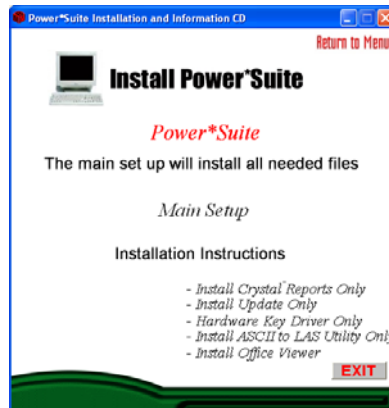 Power*Suite Installation and Information CD
Return to Menu
Install Power*Suite
Power*Suite
The main set up will install all needed files
Main Setup
Installation Instructions
- Install Crystal Reports Only
- Install Update Only
- Hardware Key Driver Only
- Install ASCII to LAS Utility Only
- Install Office Viewer
EXIT